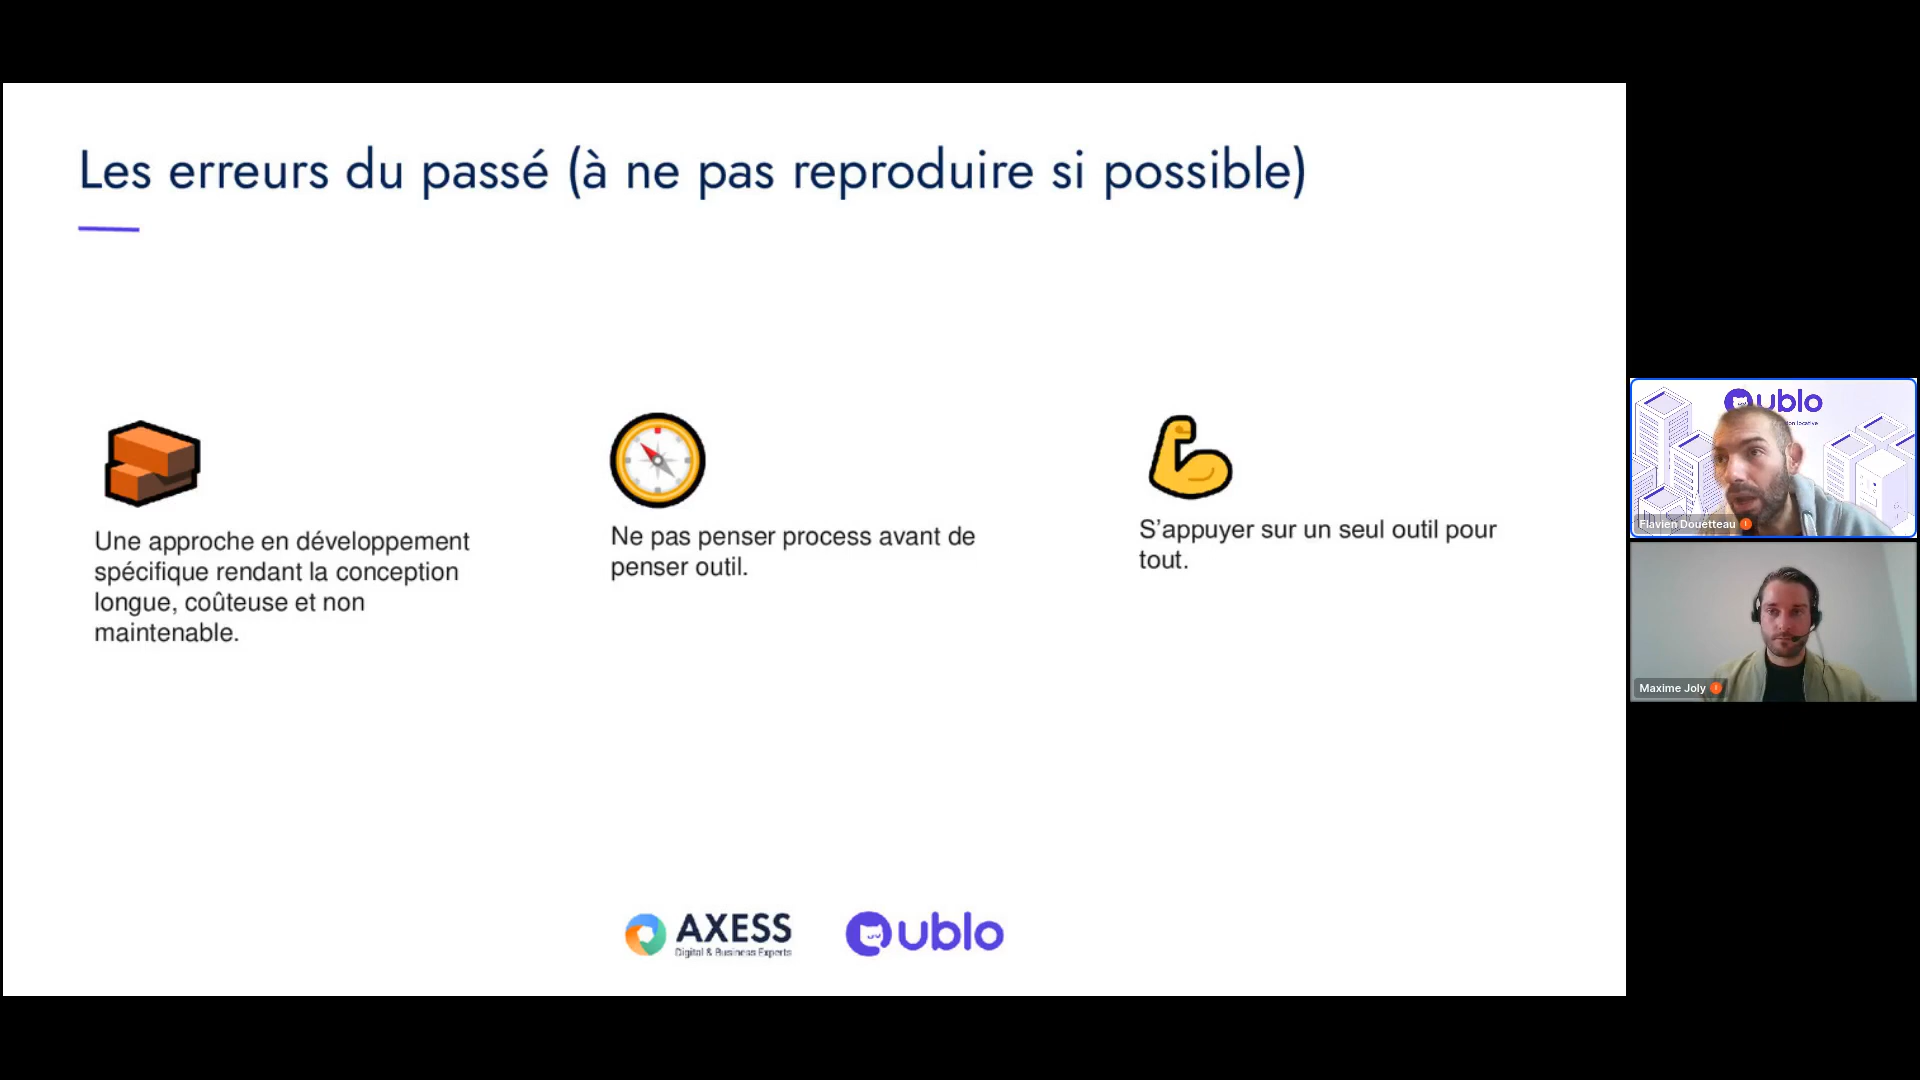 Les erreurs du passé (à ne pas reproduire si possible)
Une approche en développement
spécifique rendant la conception
longue, coûteuse et non
maintenable.
Ne pas penser process avant de
penser outil.
S’appuyer sur un seul outil pour
tout.
AXESS
Digital & Business Experts
ublo
ublo
Flavien Douetteau
Maxime Joly